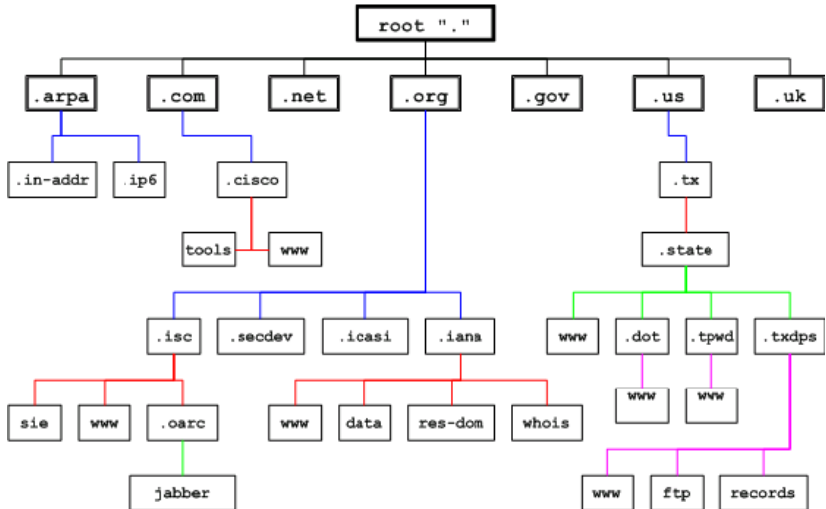 root "."
.arpa
.com
.net
.org
.gov
.us
.uk
.in-addr
.ip6
.cisco
.tx
tools
www
.state
.isc
.secdev
.icasi
.iana
www
.dot
.tpwd
.txdps
sie
www
.oarc
www
data
res-dom
whois
www
www
jabber
www
ftp
records